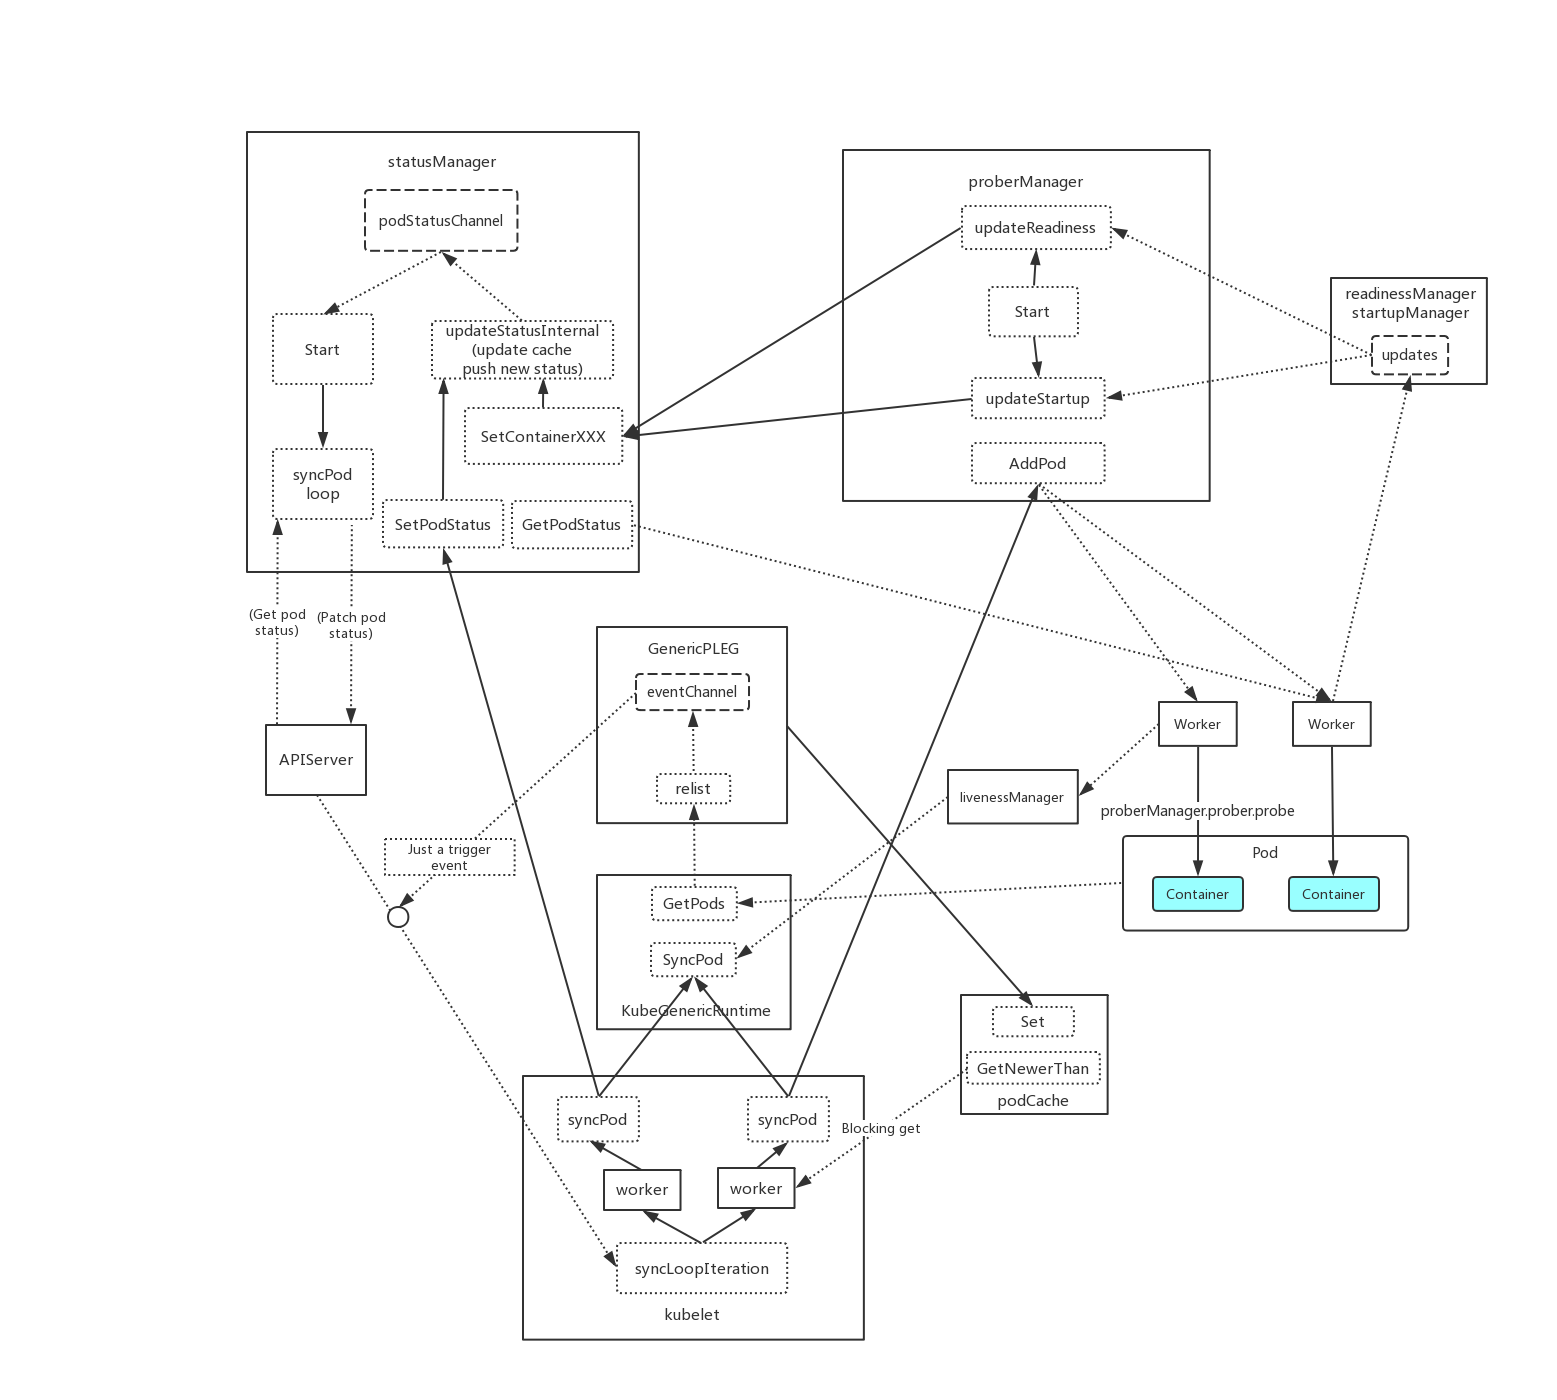 statusManager
podStatusChannel
Start
updateStatusInternal
(update cache
push new status)
SetContainerXXX
syncPod
loop
SetPodStatus
GetPodStatus
(Get pod
status)
(Patch pod
status)
APIServer
proberManager
updateReadiness
Start
updateStartup
AddPod
readinessManager
startupManager
updates
GenericPLEG
eventChannel
relist
Just a trigger
event
Worker
Worker
livenessManager
proberManager.prober.probe
Pod
Container
Container
GetPods
SyncPod
KubeGenericRuntime
Set
GetNewerThan
podCache
Blocking get
syncPod
syncPod
worker
worker
syncLoopIteration
kubelet